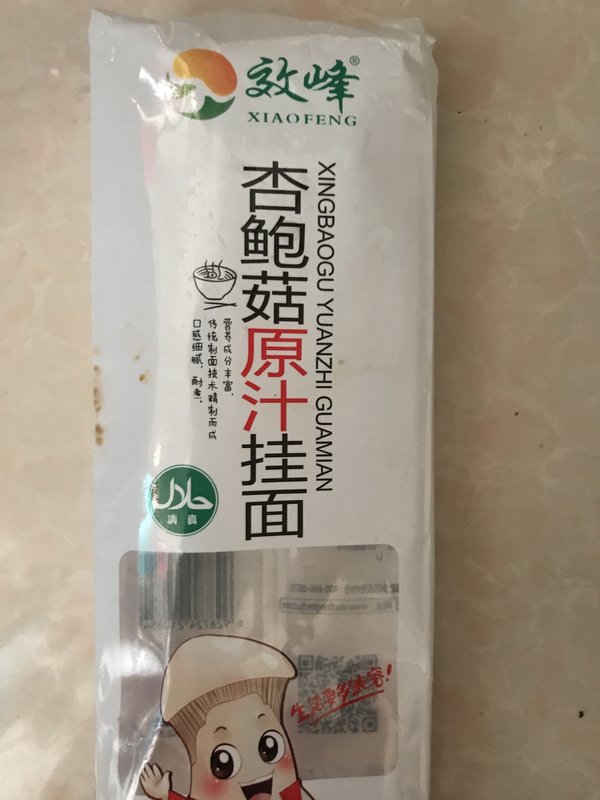 效峰®
XIAOFENG
杏鲍菇原汁挂面
XINGBAOGU YUANZHI GUAMIAN
营养成分丰富,
传统制面技术精制而成
口感细腻,耐煮.
حلال
清真